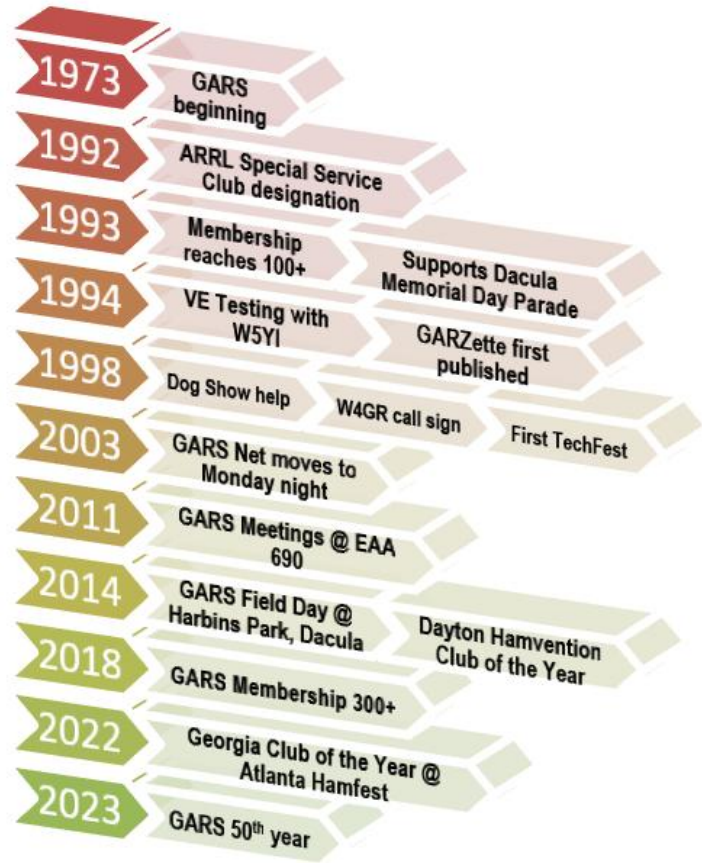 1973
GARS
beginning
1992
ARRL Special Service
Club designation
1993
Membership
reaches 100+
Supports Dacula
Memorial Day Parade
1994
VE Testing with
W5YI
GARZette first
published
1998
Dog Show help
W4GR call sign
First TechFest
2003
GARS Net moves to
Monday night
2011
GARS Meetings @ EAA
690
2014
GARS Field Day @
Harbins Park, Dacula
Dayton Hamvention
Club of the Year
2018
GARS Membership 300+
2022
Georgia Club of the Year @
Atlanta Hamfest
2023
GARS 50th year